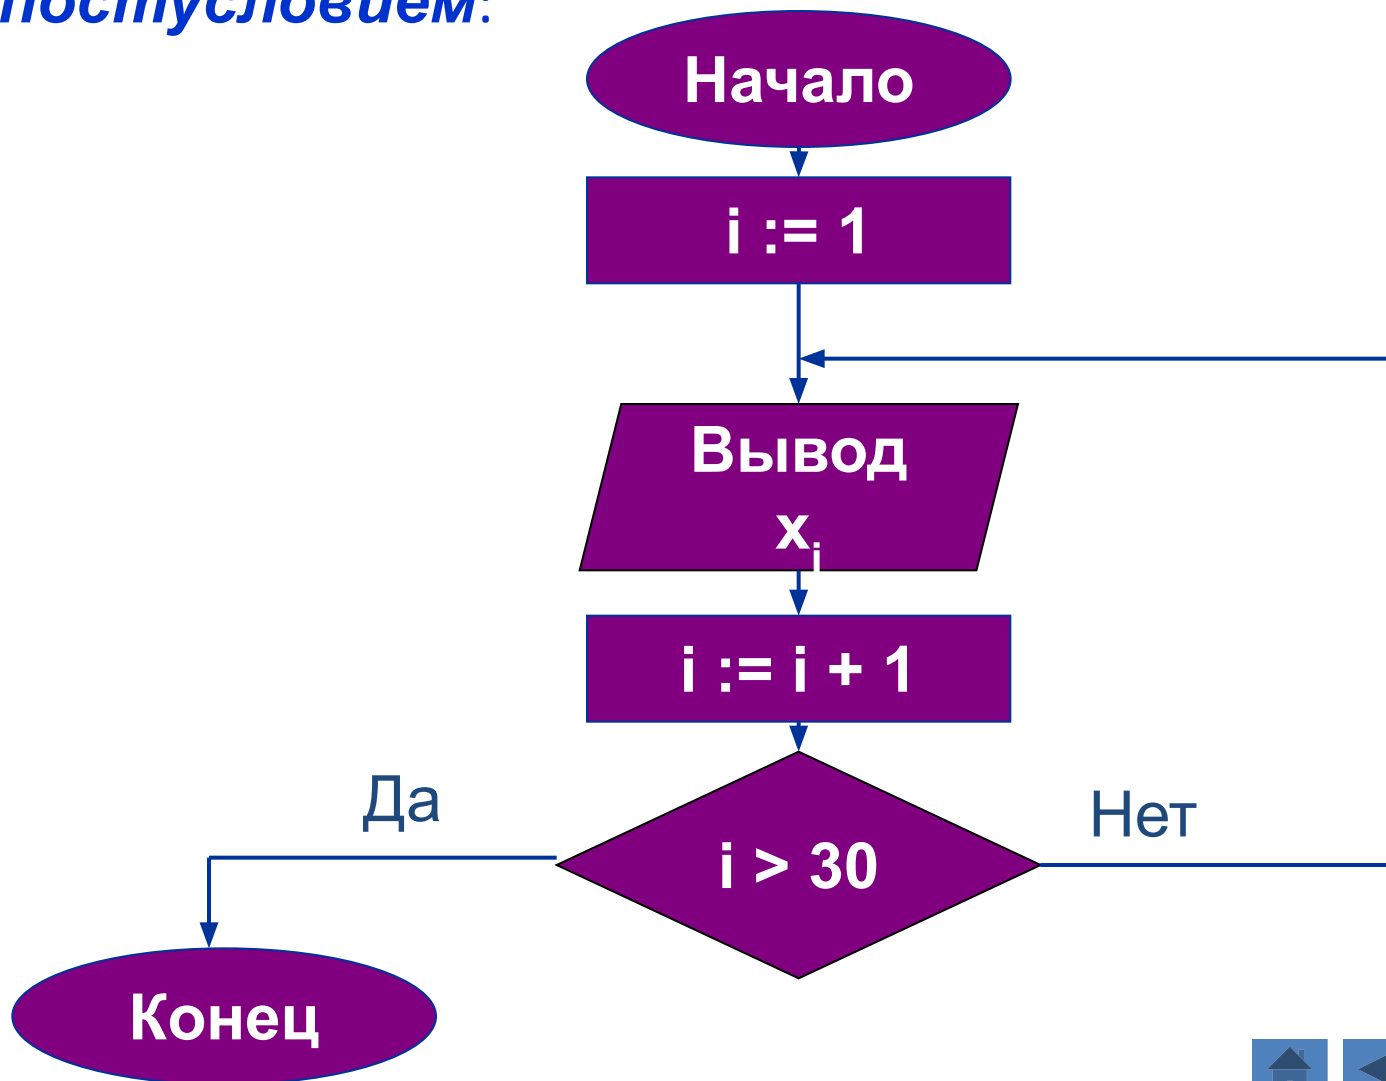 постусловием:
Начало
i := 1
Вывод
xi
i := i + 1
Да
Нет
i > 30
Конец